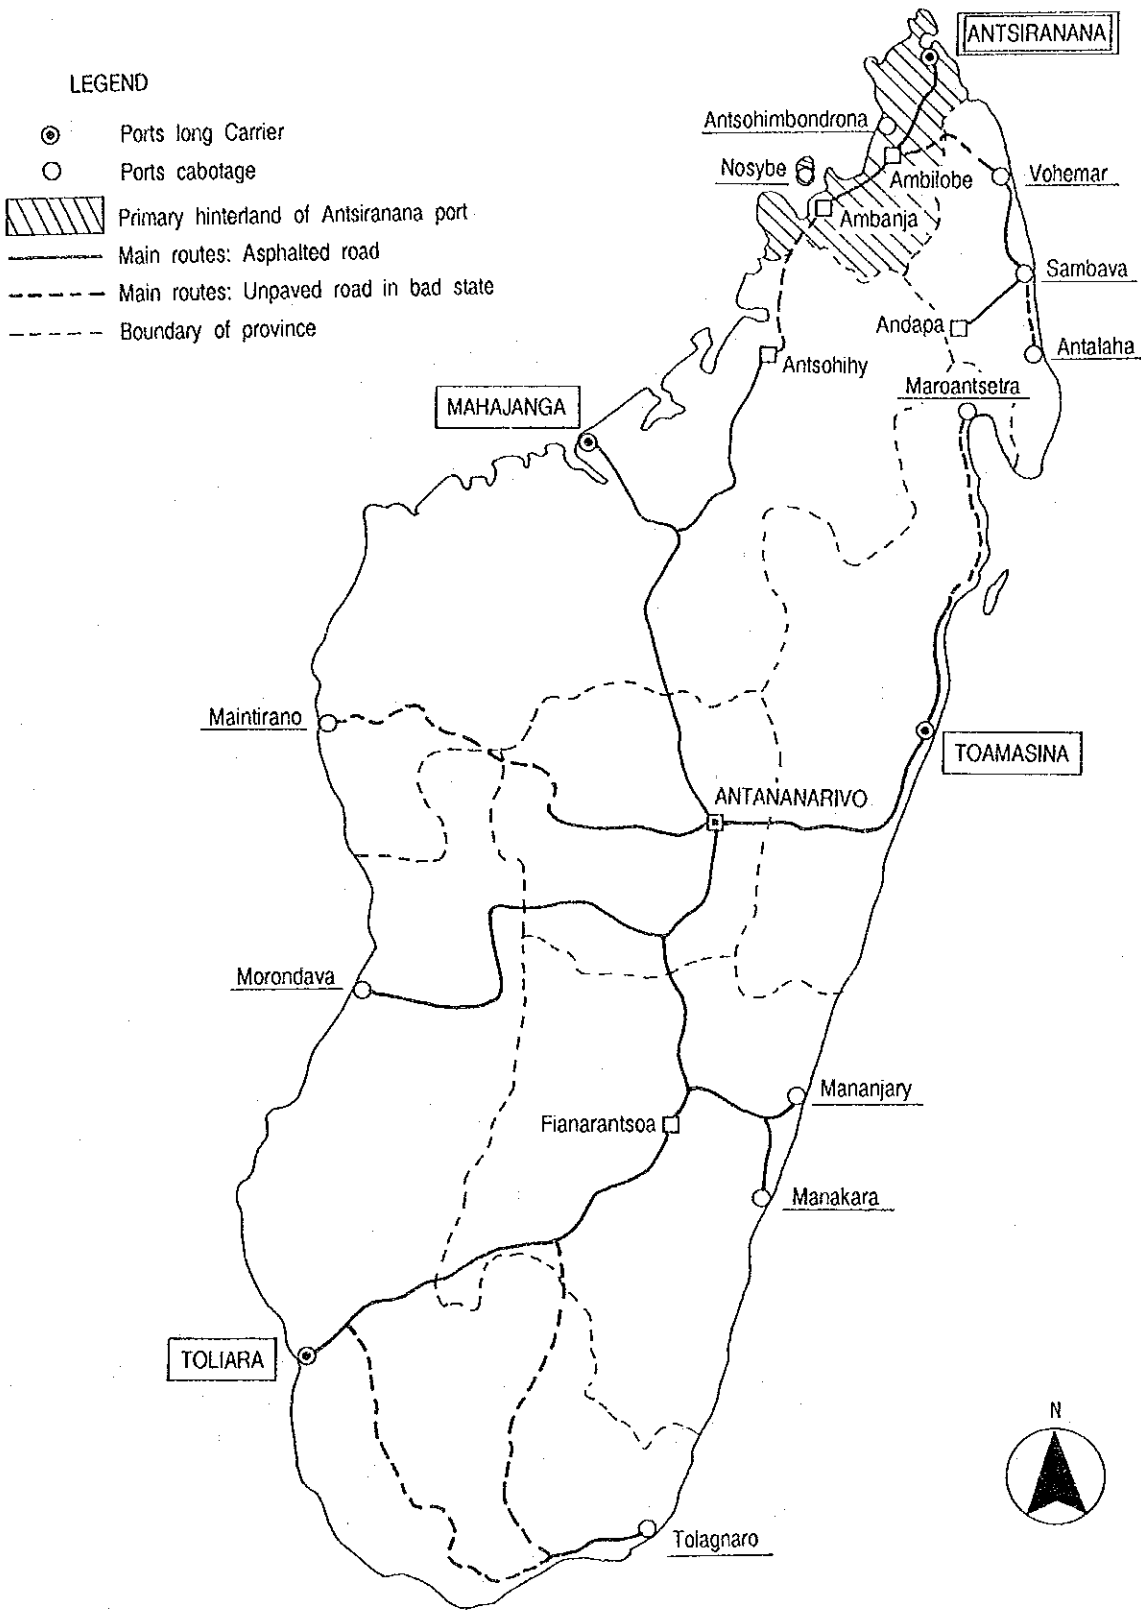 LEGEND
Ports long Carrier
Ports cabotage
Primary hinterland of Antsiranana port
Main routes: Asphalted road
Main routes: Unpaved road in bad state
Boundary of province
ANTSIRANANA
Antsohimbondrona
Nosybe
Ambilobe
Vohemar
Ambanja
Sambava
Andapa
Antalaha
Antsohihy
Maroantsetra
MAHAJANGA
Maintirano
TOAMASINA
ANTANANARIVO
Morondava
Mananjary
Fianarantsoa
Manakara
TOLIARA
N
Tolagnaro